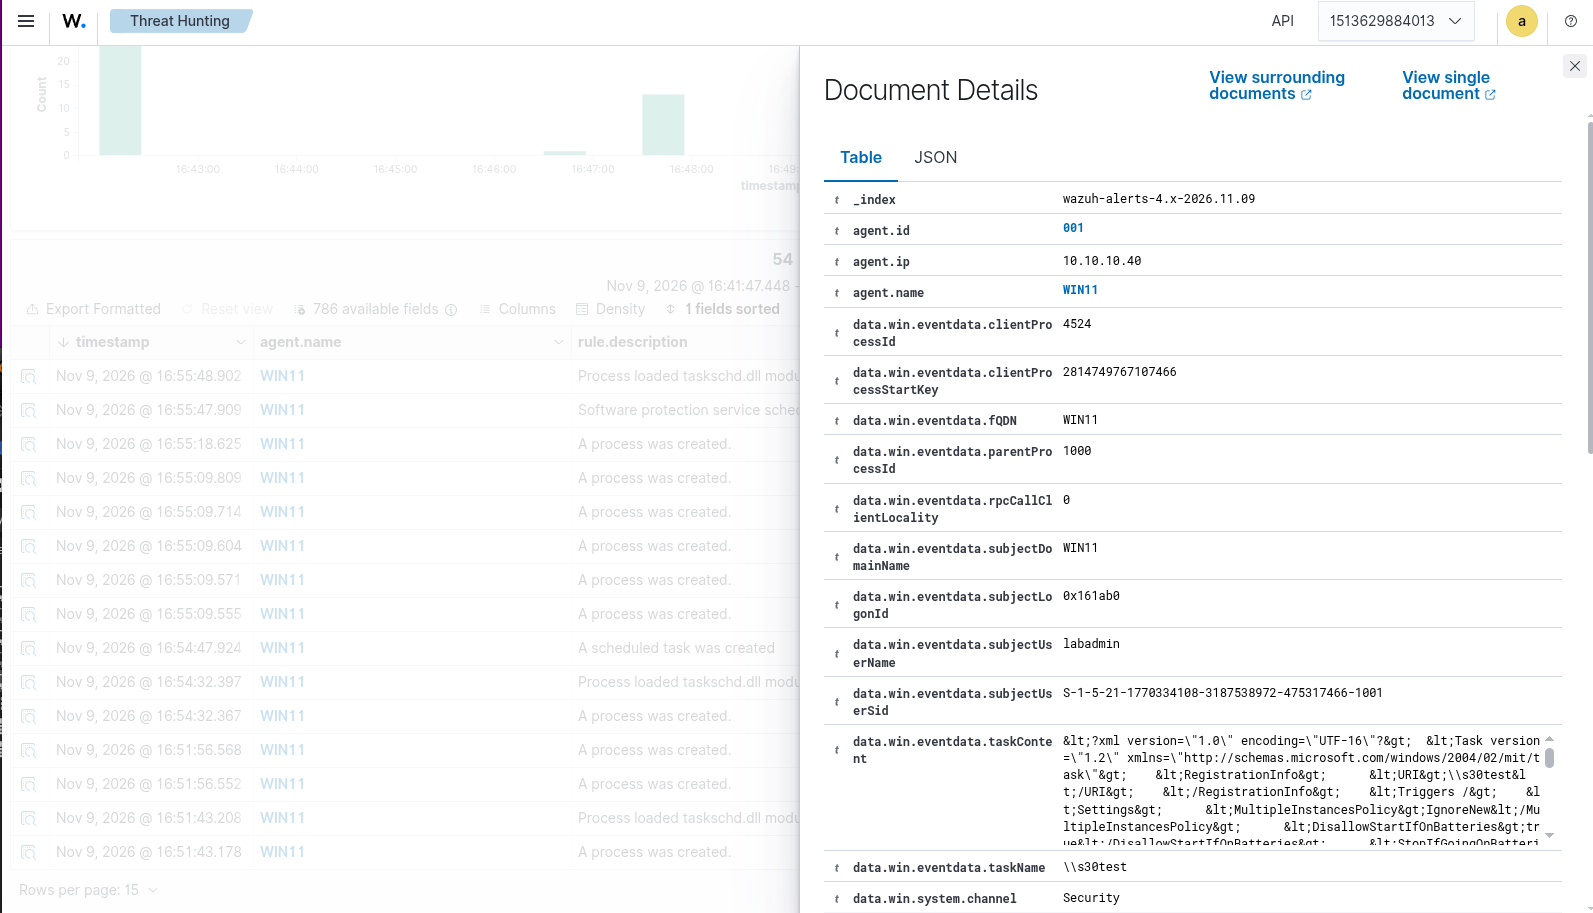 W.
Threat Hunting
API
1513629884013
a
Count
20
15
10
5
0
16:43:00
16:44:00
16:45:00
16:46:00
16:47:00
16:48:00
16:49:
timestamp
54
Nov 9, 2026 @ 16:41:47.448 -
Export Formatted
Reset view
786 available fields
Columns
Density
1 fields sorted
timestamp
agent.name
rule.description
Nov 9, 2026 @ 16:55:48.902 WIN11 Process loaded taskschd.dll modu
Nov 9, 2026 @ 16:55:47.909 WIN11 Software protection service sched
Nov 9, 2026 @ 16:55:18.625 WIN11 A process was created.
Nov 9, 2026 @ 16:55:09.809 WIN11 A process was created.
Nov 9, 2026 @ 16:55:09.714 WIN11 A process was created.
Nov 9, 2026 @ 16:55:09.604 WIN11 A process was created.
Nov 9, 2026 @ 16:55:09.571 WIN11 A process was created.
Nov 9, 2026 @ 16:55:09.555 WIN11 A process was created.
Nov 9, 2026 @ 16:54:47.924 WIN11 A scheduled task was created
Nov 9, 2026 @ 16:54:32.397 WIN11 Process loaded taskschd.dll modu
Nov 9, 2026 @ 16:54:32.367 WIN11 A process was created.
Nov 9, 2026 @ 16:51:56.568 WIN11 A process was created.
Nov 9, 2026 @ 16:51:56.552 WIN11 A process was created.
Nov 9, 2026 @ 16:51:43.208 WIN11 Process loaded taskschd.dll modu
Nov 9, 2026 @ 16:51:43.178 WIN11 A process was created.
Rows per page: 15
Document Details
View surrounding
documents
View single
document
Table
JSON
t _index wazuh-alerts-4.x-2026.11.09
t agent.id 001
t agent.ip 10.10.10.40
t agent.name WIN11
t data.win.eventdata.clientPro 4524
cessId
t data.win.eventdata.clientPro 2814749767107466
cessStartKey
t data.win.eventdata.fQDN WIN11
t data.win.eventdata.parentPro 1000
cessId
t data.win.eventdata.rpcCallCl 0
ientLocality
t data.win.eventdata.subjectDo WIN11
mainName
t data.win.eventdata.subjectLo 0x161ab0
gonId
t data.win.eventdata.subjectUs labadmin
erName
t data.win.eventdata.subjectUs S-1-5-21-1770334108-3187538972-475317466-1001
erSid
t data.win.eventdata.taskConte
nt
&lt;?xml version=\"1.0\" encoding=\"UTF-16\"?&gt; &lt;Task version
=\"1.2\" xmlns=\"http://schemas.microsoft.com/windows/2004/02/mit/t
ask\"&gt; &lt;RegistrationInfo&gt; &lt;URI&gt;\\s30test&l
t;/URI&gt; &lt;/RegistrationInfo&gt; &lt;Triggers /&gt; &l
t;Settings&gt; &lt;MultipleInstancesPolicy&gt;IgnoreNew&lt;/Mu
ltipleInstancesPolicy&gt; &lt;DisallowStartIfOnBatteries&gt;tr
ue&lt;/DisallowStartIfOnBatteries&gt; &lt;StopIfGoingOnBatteri
t data.win.eventdata.taskName \\s30test
t data.win.system.channel Security